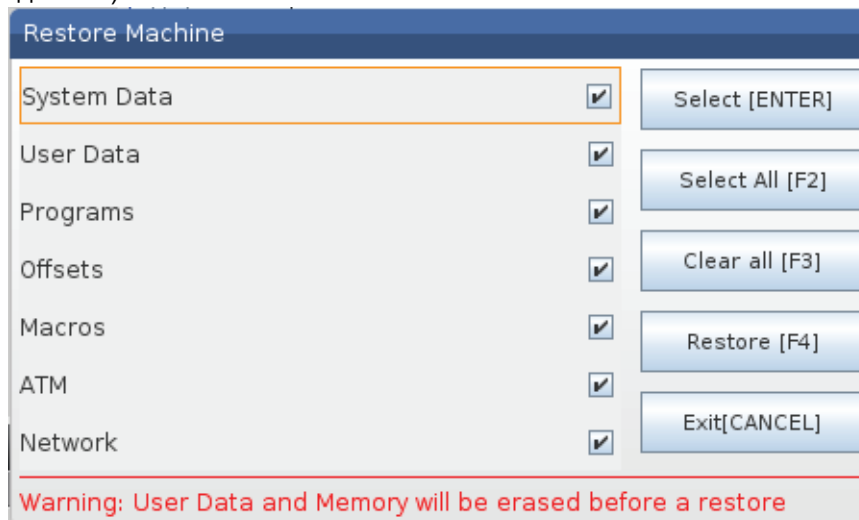 Restore Machine
System Data
User Data
Programs
Offsets
Macros
ATM
Network
Select [ENTER]
Select All [F2]
Clear all [F3]
Restore [F4]
Exit[CANCEL]
Warning: User Data and Memory will be erased before a restore